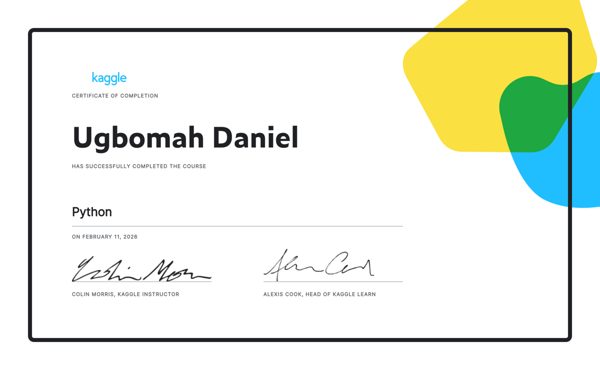 kaggle
CERTIFICATE OF COMPLETION
Ugbomah Daniel
HAS SUCCESSFULLY COMPLETED THE COURSE
Python
ON FEBRUARY 11, 2026
COLIN MORRIS, KAGGLE INSTRUCTOR
ALEXIS COOK, HEAD OF KAGGLE LEARN